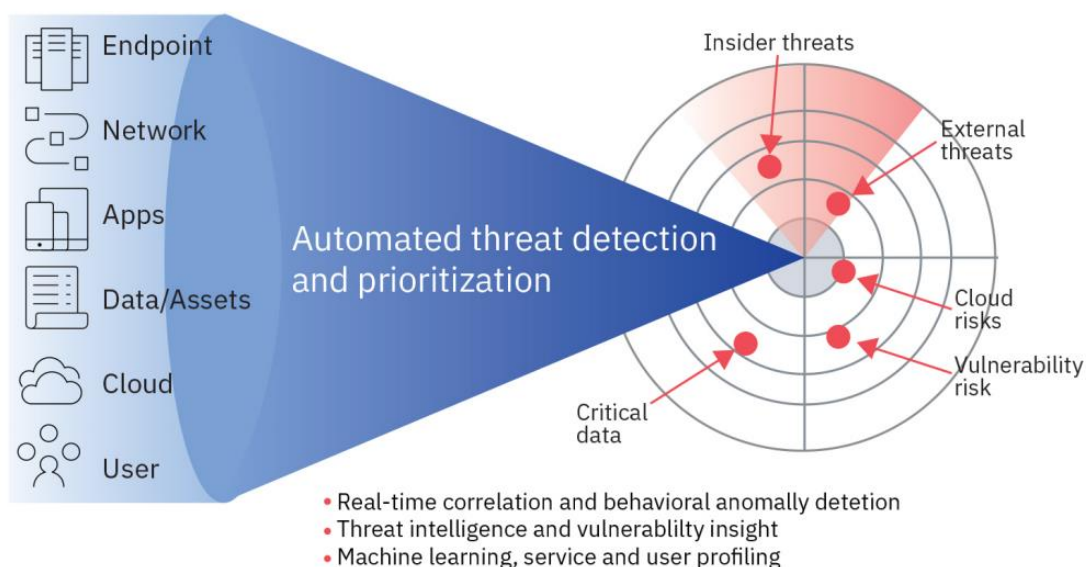 Endpoint
Network
Apps
Data/Assets
Cloud
User
Automated threat detection
and prioritization
Insider threats
External
threats
Cloud
risks
Vulnerability
risk
Critical
data
• Real-time correlation and behavioral anomally detetion
• Threat intelligence and vulnerablilty insight
• Machine learning, service and user profiling